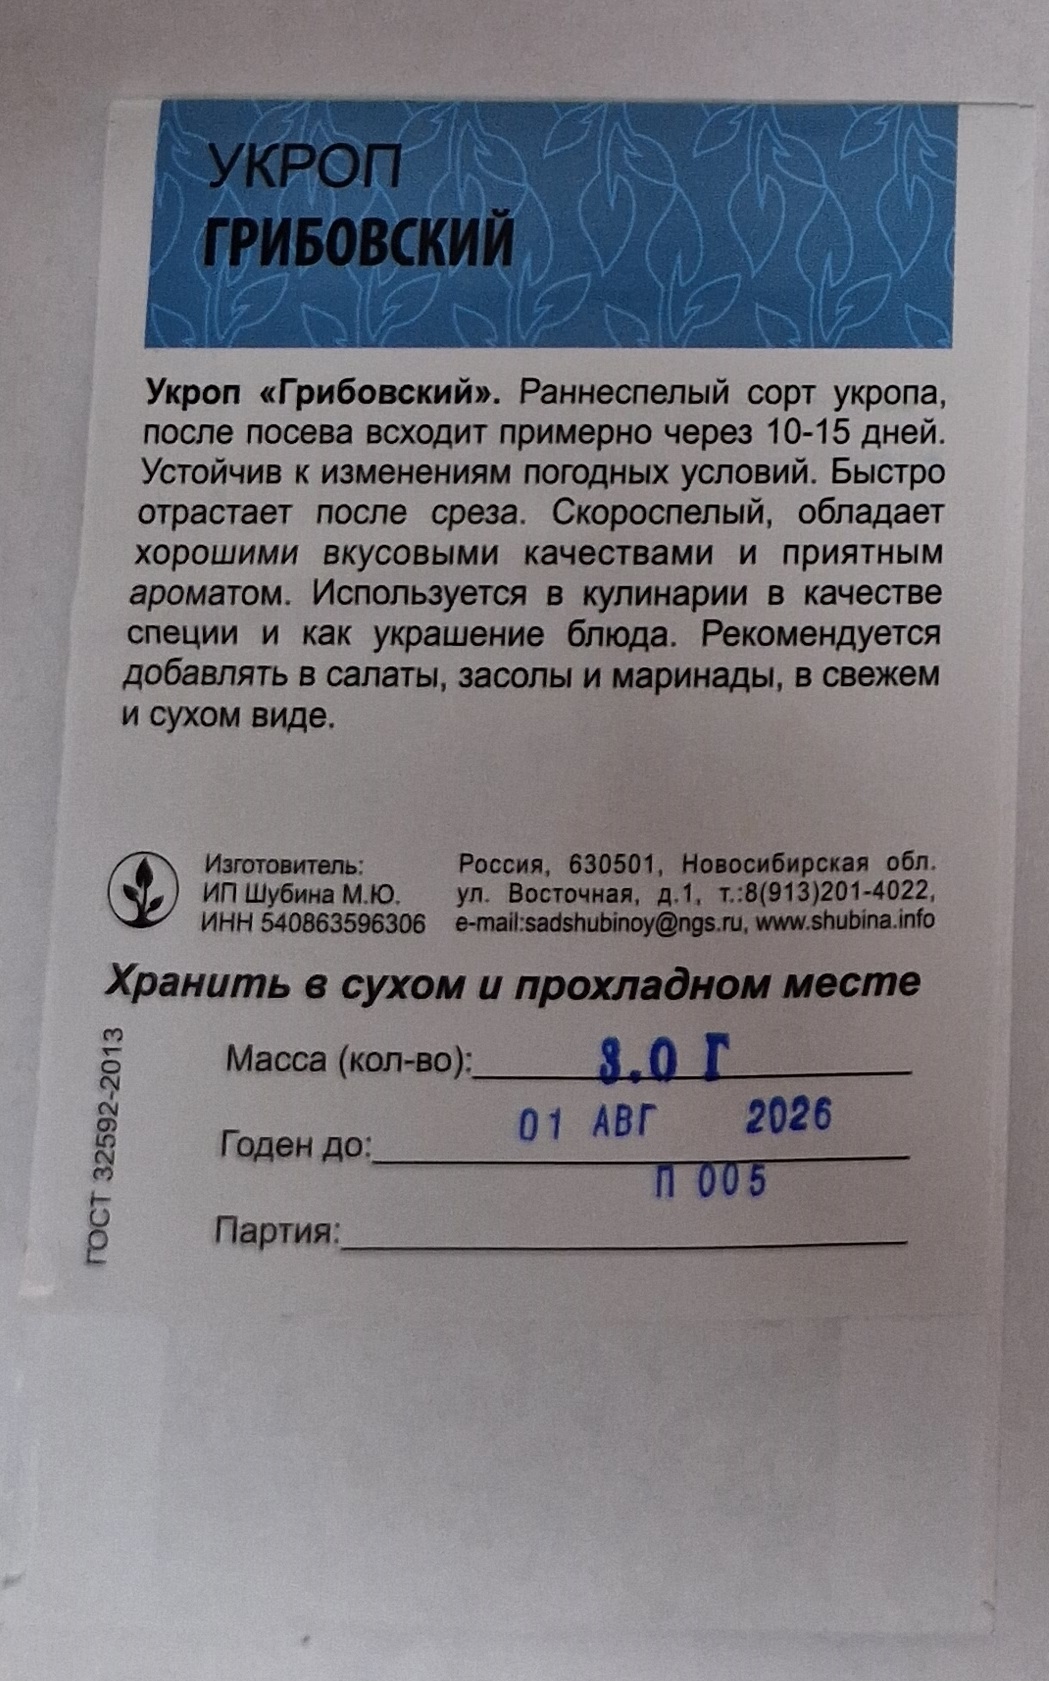 УКРОП
ГРИБОВСКИЙ
Укроп «Грибовский». Раннеспелый сорт укропа,
после посева всходит примерно через 10-15 дней.
Устойчив к изменениям погодных условий. Быстро
отрастает после среза. Скороспелый, обладает
хорошими вкусовыми качествами и приятным
ароматом. Используется в кулинарии в качестве
специи и как украшение блюда. Рекомендуется
добавлять в салаты, засолы и маринады, в свежем
и сухом виде.
Изготовитель:
ИП Шубина М.Ю.
ИНН 540863596306
Россия, 630501, Новосибирская обл.
ул. Восточная, д.1, т.:8(913)201-4022,
e-mail:sadshubinoy@ngs.ru, www.shubina.info
Хранить в сухом и прохладном месте
ГОСТ 32592-2013
Масса (кол-во): Г
Годен до: 01 АВГ 2026
П 005
Партия: